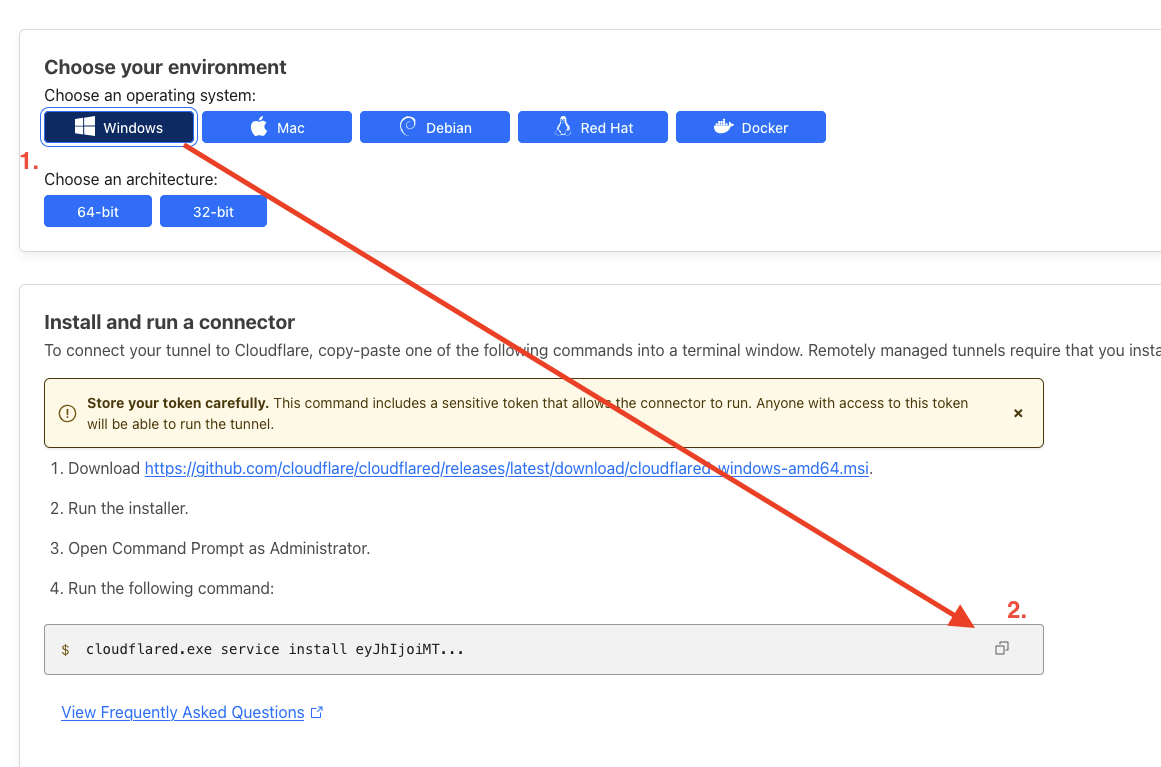 Choose your environment
Choose an operating system:
Windows Mac Debian Red Hat Docker
1.
Choose an architecture:
64-bit 32-bit
Install and run a connector
To connect your tunnel to Cloudflare, copy-paste one of the following commands into a terminal window. Remotely managed tunnels require that you insta
Store your token carefully. This command includes a sensitive token that allows the connector to run. Anyone with access to this token
will be able to run the tunnel.
1. Download https://github.com/cloudflare/cloudflared/releases/latest/download/cloudflared-windows-amd64.msi.
2. Run the installer.
3. Open Command Prompt as Administrator.
4. Run the following command:
2.
$ cloudflared.exe service install eyJhIjoiMT...
View Frequently Asked Questions